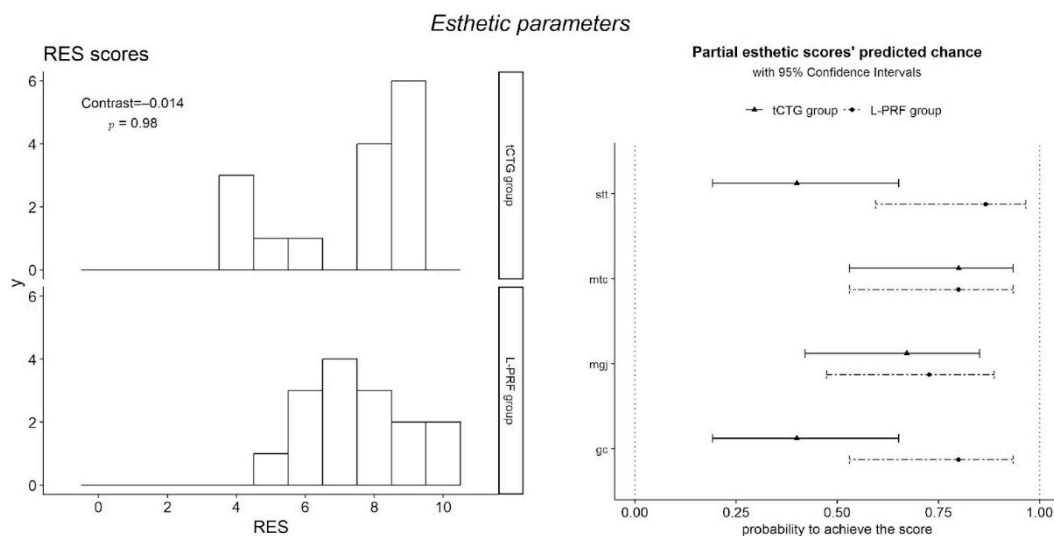 Esthetic parameters
RES scores
Contrast=–0.014
p = 0.98
6
4
2
0
tCTG group
y
6
4
2
0
L-PRF group
0 2 4 6 8 10
RES
Partial esthetic scores' predicted chance
with 95% Confidence Intervals
tCTG group L-PRF group
stt
mtc
mgj
gc
0.00 0.25 0.50 0.75 1.00
probability to achieve the score